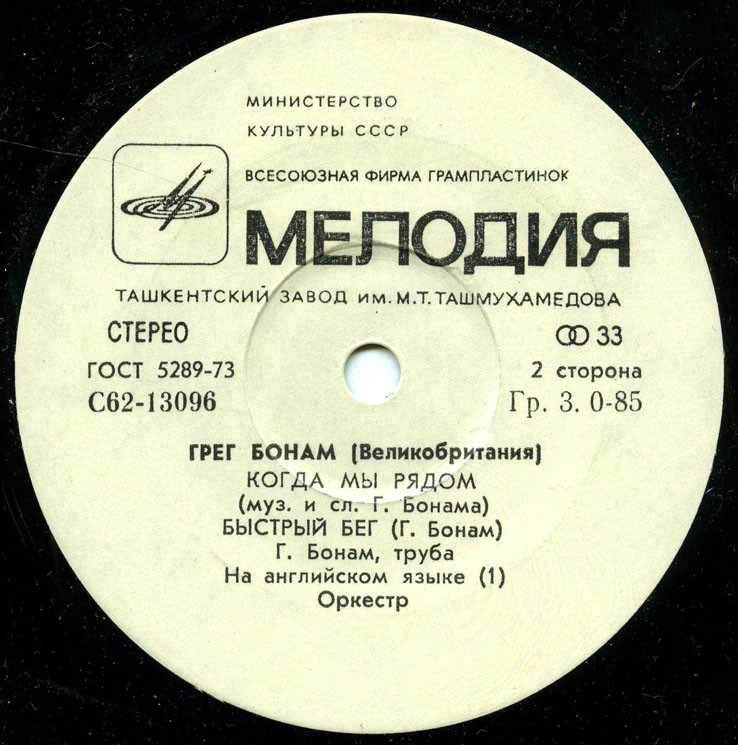 МИНИСТЕРСТВО
КУЛЬТУРЫ СССР
ВСЕСОЮЗНАЯ ФИРМА ГРАМПЛАСТИНОК
МЕЛОДИЯ
ТАШКЕНТСКИЙ ЗАВОД ИМ. М.Т. ТАШМУХАМЕДОВА
СТЕРЕО 33
ГОСТ 5289-73 2 сторона
С62-13096 Гр. 3. 0-85
ГРЕГ БОНАМ (Великобритания)
КОГДА МЫ РЯДОМ
(муз. и сл. Г. Бонама)
БЫСТРЫЙ БЕГ (Г. Бонам)
Г. Бонам, труба
На английском языке (1)
Оркестр